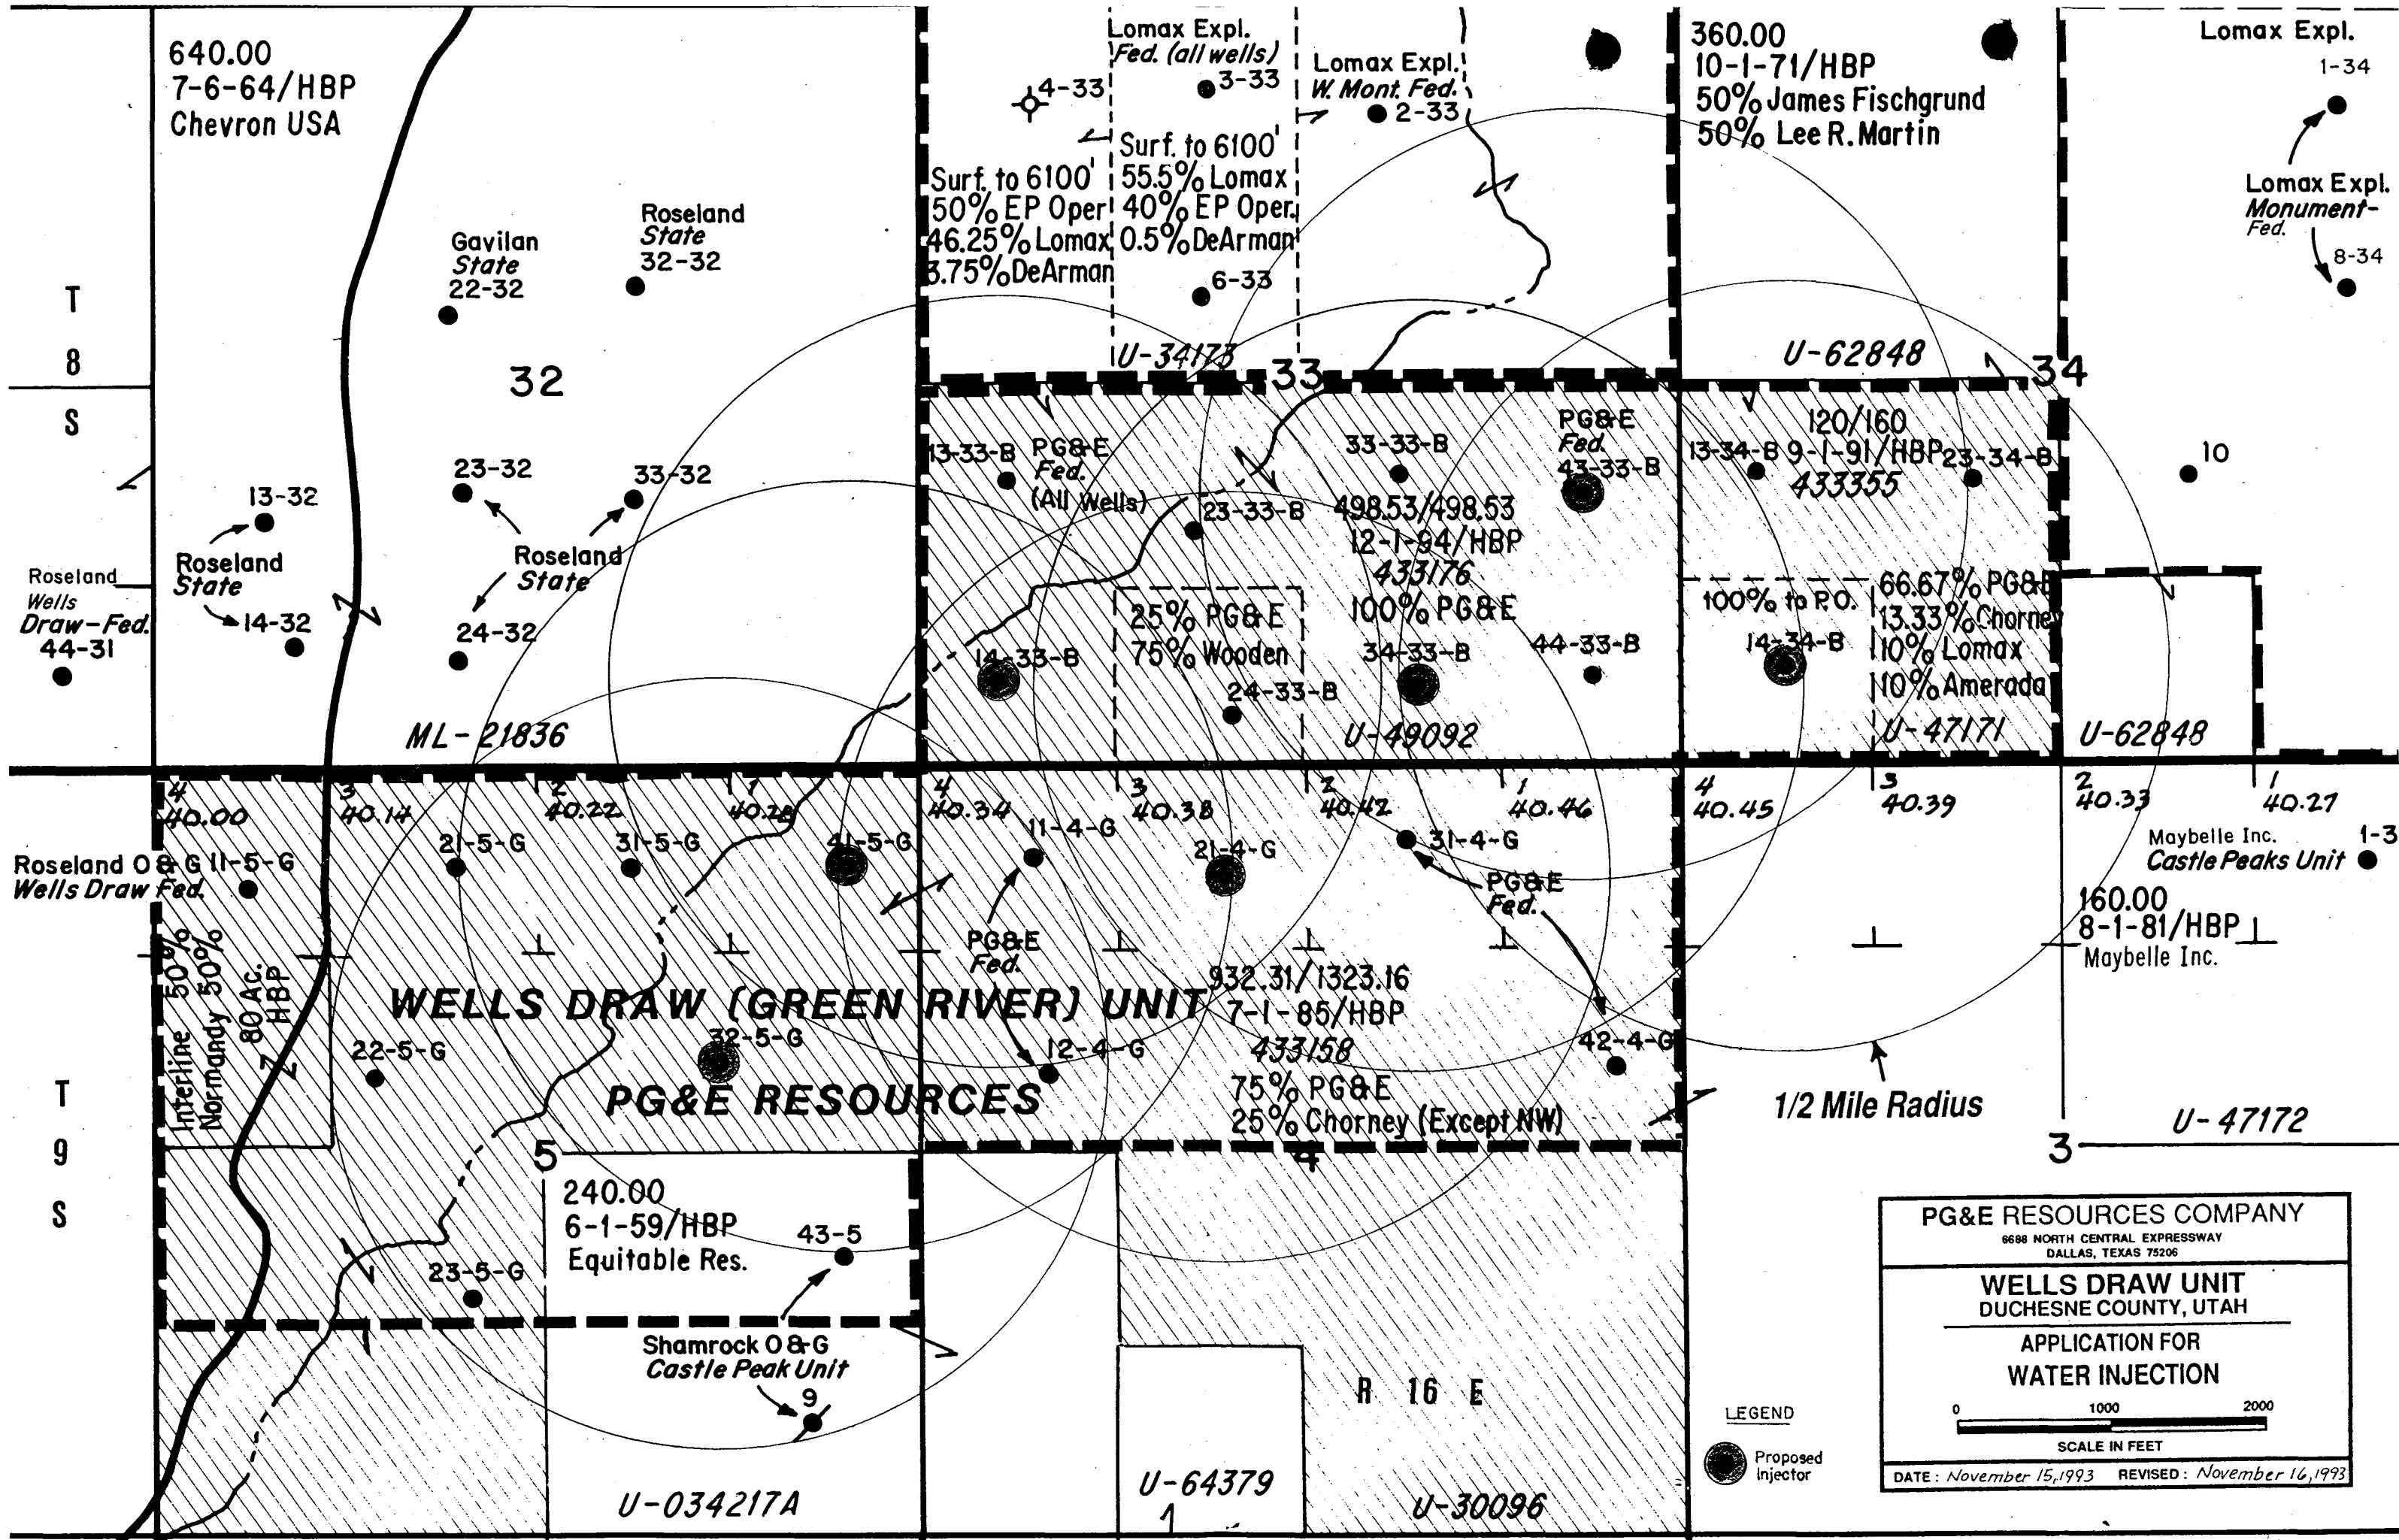 640.00
7-6-64/HBP
Chevron USA
Gavilan
State
22-32
Roseland
State
32-32
T
8
S
32
4-33
Lomax Expl.
Fed. (all wells)
3-33
Lomax Expl.
W. Mont. Fed.
2-33
Surf. to 6100'
50% EP Oper
46.25% Lomax
3.75% DeArman
Surf. to 6100'
55.5% Lomax
40% EP Oper.
0.5% DeArman
6-33
U-34173
33
360.00
10-1-71/HBP
50% James Fischgrund
50% Lee R. Martin
U-62848
34
Lomax Expl.
1-34
Lomax Expl.
Monument-
Fed.
8-34
13-32
23-32
33-32
Roseland
State
Roseland
State
14-32
24-32
Roseland
Wells
Draw-Fed.
44-31
ML-21836
13-33-B
PG&E
Fed.
(All Wells)
23-33-B
33-33-B
PG&E
Fed.
43-33-B
498.53/498.53
12-1-94/HBP
433176
100% PG&E
25% PG&E
75% Wooden
14-33-B
24-33-B
34-33-B
44-33-B
U-49092
120/160
13-34-B
9-1-91/HBP
23-34-B
433355
100% to P.O.
14-34-B
66.67% PG&E
13.33% Chorney
10% Lomax
10% Amerada
U-47171
10
U-62848
4
40.00
3
40.14
2
40.22
1
40.28
4
40.34
3
40.38
2
40.42
1
40.46
4
40.45
3
40.39
2
40.33
1
40.27
Roseland O&G
Wells Draw Fed.
11-5-G
21-5-G
31-5-G
41-5-G
11-4-G
21-4-G
31-4-G
PG&E
Fed.
PG&E
Fed.
Maybelle Inc.
Castle Peaks Unit
1-3
160.00
8-1-81/HBP
Maybelle Inc.
Interline 50%
Normandy 50%
80 Ac.
HBP
WELLS DRAW (GREEN RIVER) UNIT
PG&E RESOURCES
932.31/1323.16
7-1-85/HBP
433158
75% PG&E
25% Chorney (Except NW)
22-5-G
32-5-G
12-4-G
42-4-G
1/2 Mile Radius
U-47172
T
9
S
5
4
3
240.00
6-1-59/HBP
Equitable Res.
43-5
23-5-G
Shamrock O&G
Castle Peak Unit
9
U-034217A
U-64379
R 16 E
U-30096
LEGEND
Proposed
Injector
PG&E RESOURCES COMPANY
6688 NORTH CENTRAL EXPRESSWAY
DALLAS, TEXAS 75206
WELLS DRAW UNIT
DUCHESNE COUNTY, UTAH
APPLICATION FOR
WATER INJECTION
0 1000 2000
SCALE IN FEET
DATE: November 15, 1993 REVISED: November 16, 1993